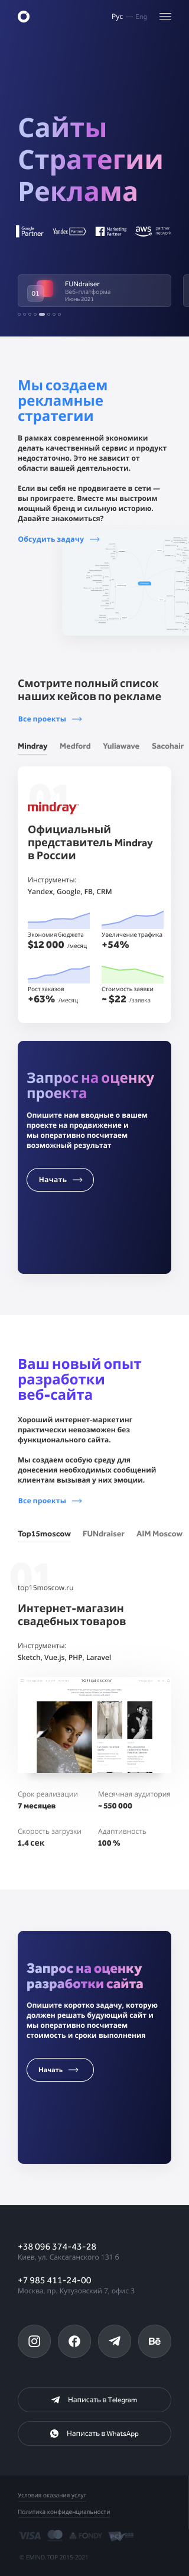 Рус — Eng
Сайты
Стратегии
Реклама
Google Partner
Yandex Partner
Marketing Partner
aws partner network
01
FUNdraiser
Веб-платформа
Июнь 2021
Мы создаем
рекламные
стратегии
В рамках современной экономики
делать качественный сервис и продукт
недостаточно. Это не зависит от
области вашей деятельности.
Если вы себя не продвигаете в сети —
вы проиграете. Вместе мы выстроим
мощный бренд и сильную историю.
Давайте знакомиться?
Обсудить задачу
Смотрите полный список
наших кейсов по рекламе
Все проекты
Mindray Medford Yuliawave Sacohair
01
mindray
Официальный
представитель Mindray
в России
Инструменты:
Yandex, Google, FB, CRM
Экономия бюджета
$12 000 /месяц
Увеличение трафика
+54%
Рост заказов
+63% /месяц
Стоимость заявки
- $22 /заявка
Запрос на оценку
проекта
Опишите нам вводные о вашем
проекте на продвижение и
мы оперативно посчитаем
возможный результат
Начать
Ваш новый опыт
разработки
веб-сайта
Хороший интернет-маркетинг
практически невозможен без
функционального сайта.
Мы создаем особую среду для
донесения необходимых сообщений
клиентам вызывая у них эмоции.
Все проекты
Top15moscow FUNdraiser AIM Moscow
01
top15moscow.ru
Интернет-магазин
свадебных товаров
Инструменты:
Sketch, Vue.js, PHP, Laravel
TOP15MOSCOW
Срок реализации
7 месяцев
Месячная аудитория
~ 550 000
Скорость загрузки
1.4 сек
Адаптивность
100 %
Запрос на оценку
разработки сайта
Опишите коротко задачу, которую
должен решать будующий сайт и
мы оперативно посчитаем
стоимость и сроки выполнения
Начать
+38 096 374-43-28
Киев, ул. Саксаганского 131 б
+7 985 411-24-00
Москва, пр. Кутузовский 7, офис 3
Bē
Написать в Telegram
Написать в WhatsApp
Условия оказания услуг
Политика конфиденциальности
VISA
© EMIND.TOP 2015-2021